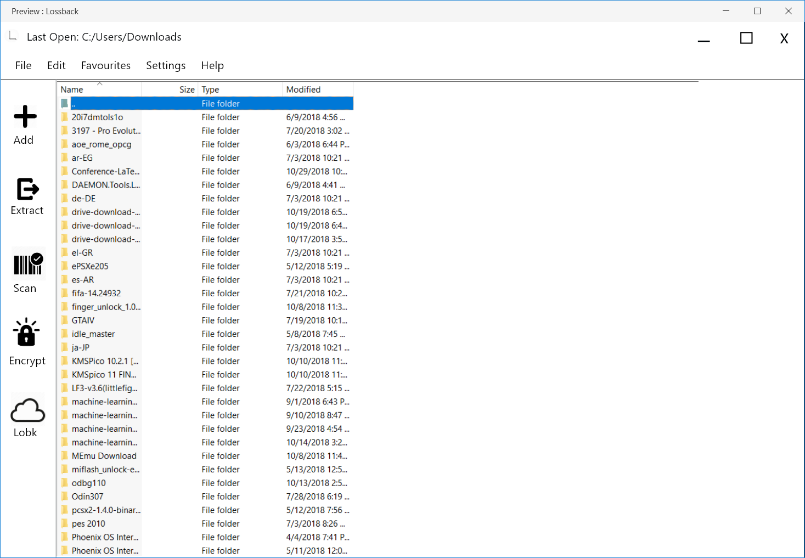 Preview : Lossback
Last Open: C:/Users/Downloads
File Edit Favourites Settings Help
Name Size Type Modified
.. File folder
20i7dmtols1o File folder 6/9/2018 4:56 ...
3197 - Pro Evolut... File folder 7/20/2018 3:02 ...
aoe_rome_opcg File folder 6/3/2018 6:44 P...
Add
ar-EG File folder 7/3/2018 10:21 ...
Conference-LaTe... File folder 10/29/2018 10:...
DAEMON.Tools.L... File folder 6/9/2018 4:41 ...
de-DE File folder 7/3/2018 10:21 ...
Extract
drive-download-... File folder 10/19/2018 6:5...
drive-download-... File folder 10/19/2018 6:4...
drive-download-... File folder 10/17/2018 3:5...
el-GR File folder 7/3/2018 10:21 ...
ePSXe205 File folder 5/12/2018 5:19 ...
es-AR File folder 7/3/2018 10:21 ...
Scan
fifa-14.24932 File folder 7/21/2018 10:2...
finger_unlock_1.0... File folder 10/8/2018 11:3...
GTAIV File folder 7/19/2018 10:1...
idle_master File folder 5/8/2018 7:45 ...
ja-JP File folder 7/3/2018 10:21 ...
Encrypt
KMSPico 10.2.1 [... File folder 10/10/2018 11:...
KMSpico 11 FIN... File folder 10/10/2018 11:...
LF3-v3.6(littlefig... File folder 7/22/2018 5:15 ...
machine-learnin... File folder 9/1/2018 6:43 P...
machine-learnin... File folder 9/10/2018 8:47 ...
machine-learnin... File folder 9/23/2018 4:54 ...
Lobk
machine-learnin... File folder 10/14/2018 3:2...
MEmu Download File folder 10/8/2018 11:4...
miflash_unlock-e... File folder 5/13/2018 12:5...
odbg110 File folder 10/13/2018 2:5...
Odin307 File folder 7/28/2018 6:19 ...
pcsx2-1.4.0-binar... File folder 5/12/2018 7:56 ...
pes 2010 File folder 7/3/2018 8:26 ...
Phoenix OS Inter... File folder 6/4/2018 7:41 P...
Phoenix OS Inter... File folder 5/11/2018 12:0...